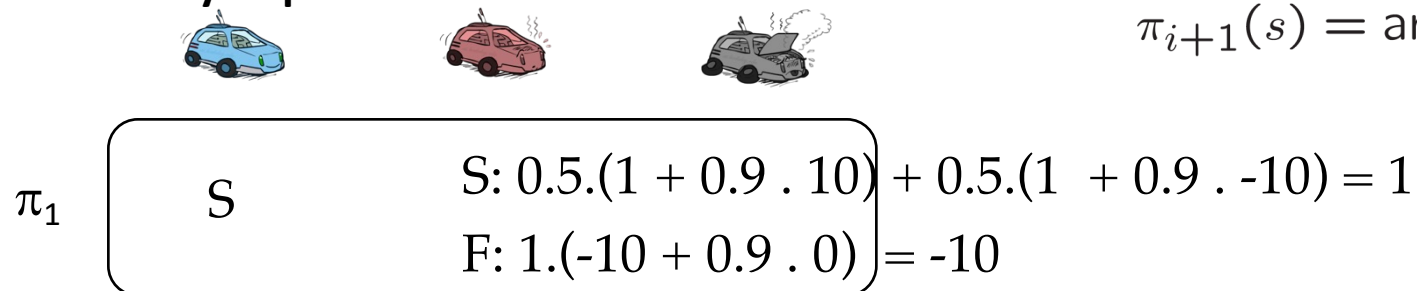 π_{i+1}(s) =
π₁ S
S: 0.5.(1 + 0.9 . 10) + 0.5.(1 + 0.9 . -10) = 1
F: 1.(-10 + 0.9 . 0) = -10